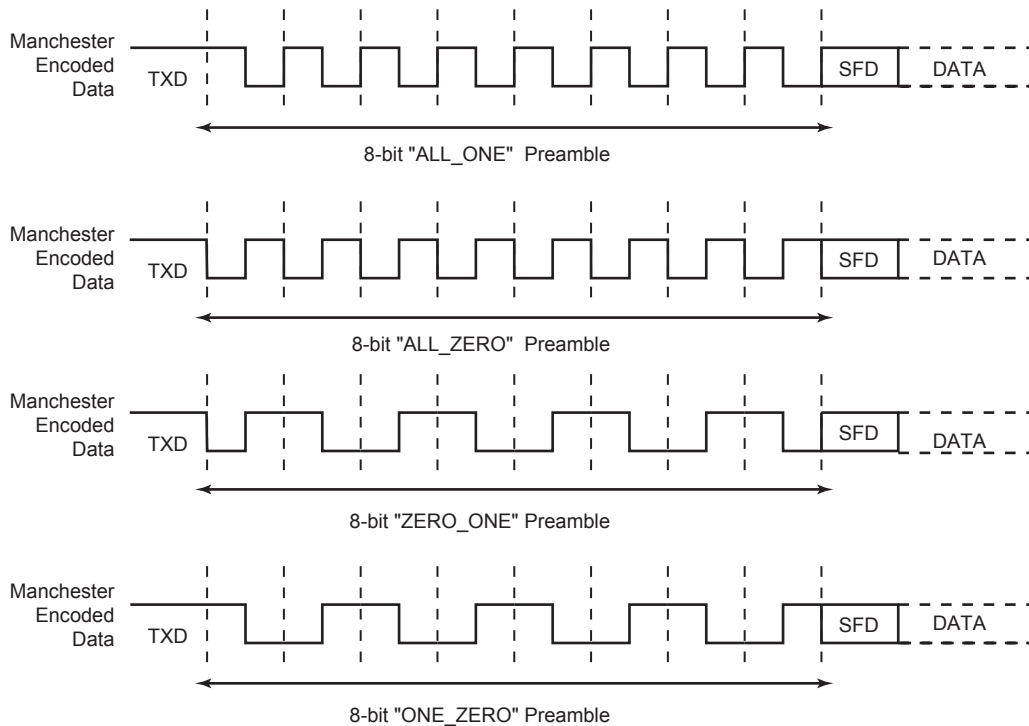 Manchester
Encoded
Data
TXD
SFD
DATA
8-bit "ALL_ONE" Preamble
Manchester
Encoded
Data
TXD
SFD
DATA
8-bit "ALL_ZERO" Preamble
Manchester
Encoded
Data
TXD
SFD
DATA
8-bit "ZERO_ONE" Preamble
Manchester
Encoded
Data
TXD
SFD
DATA
8-bit "ONE_ZERO" Preamble